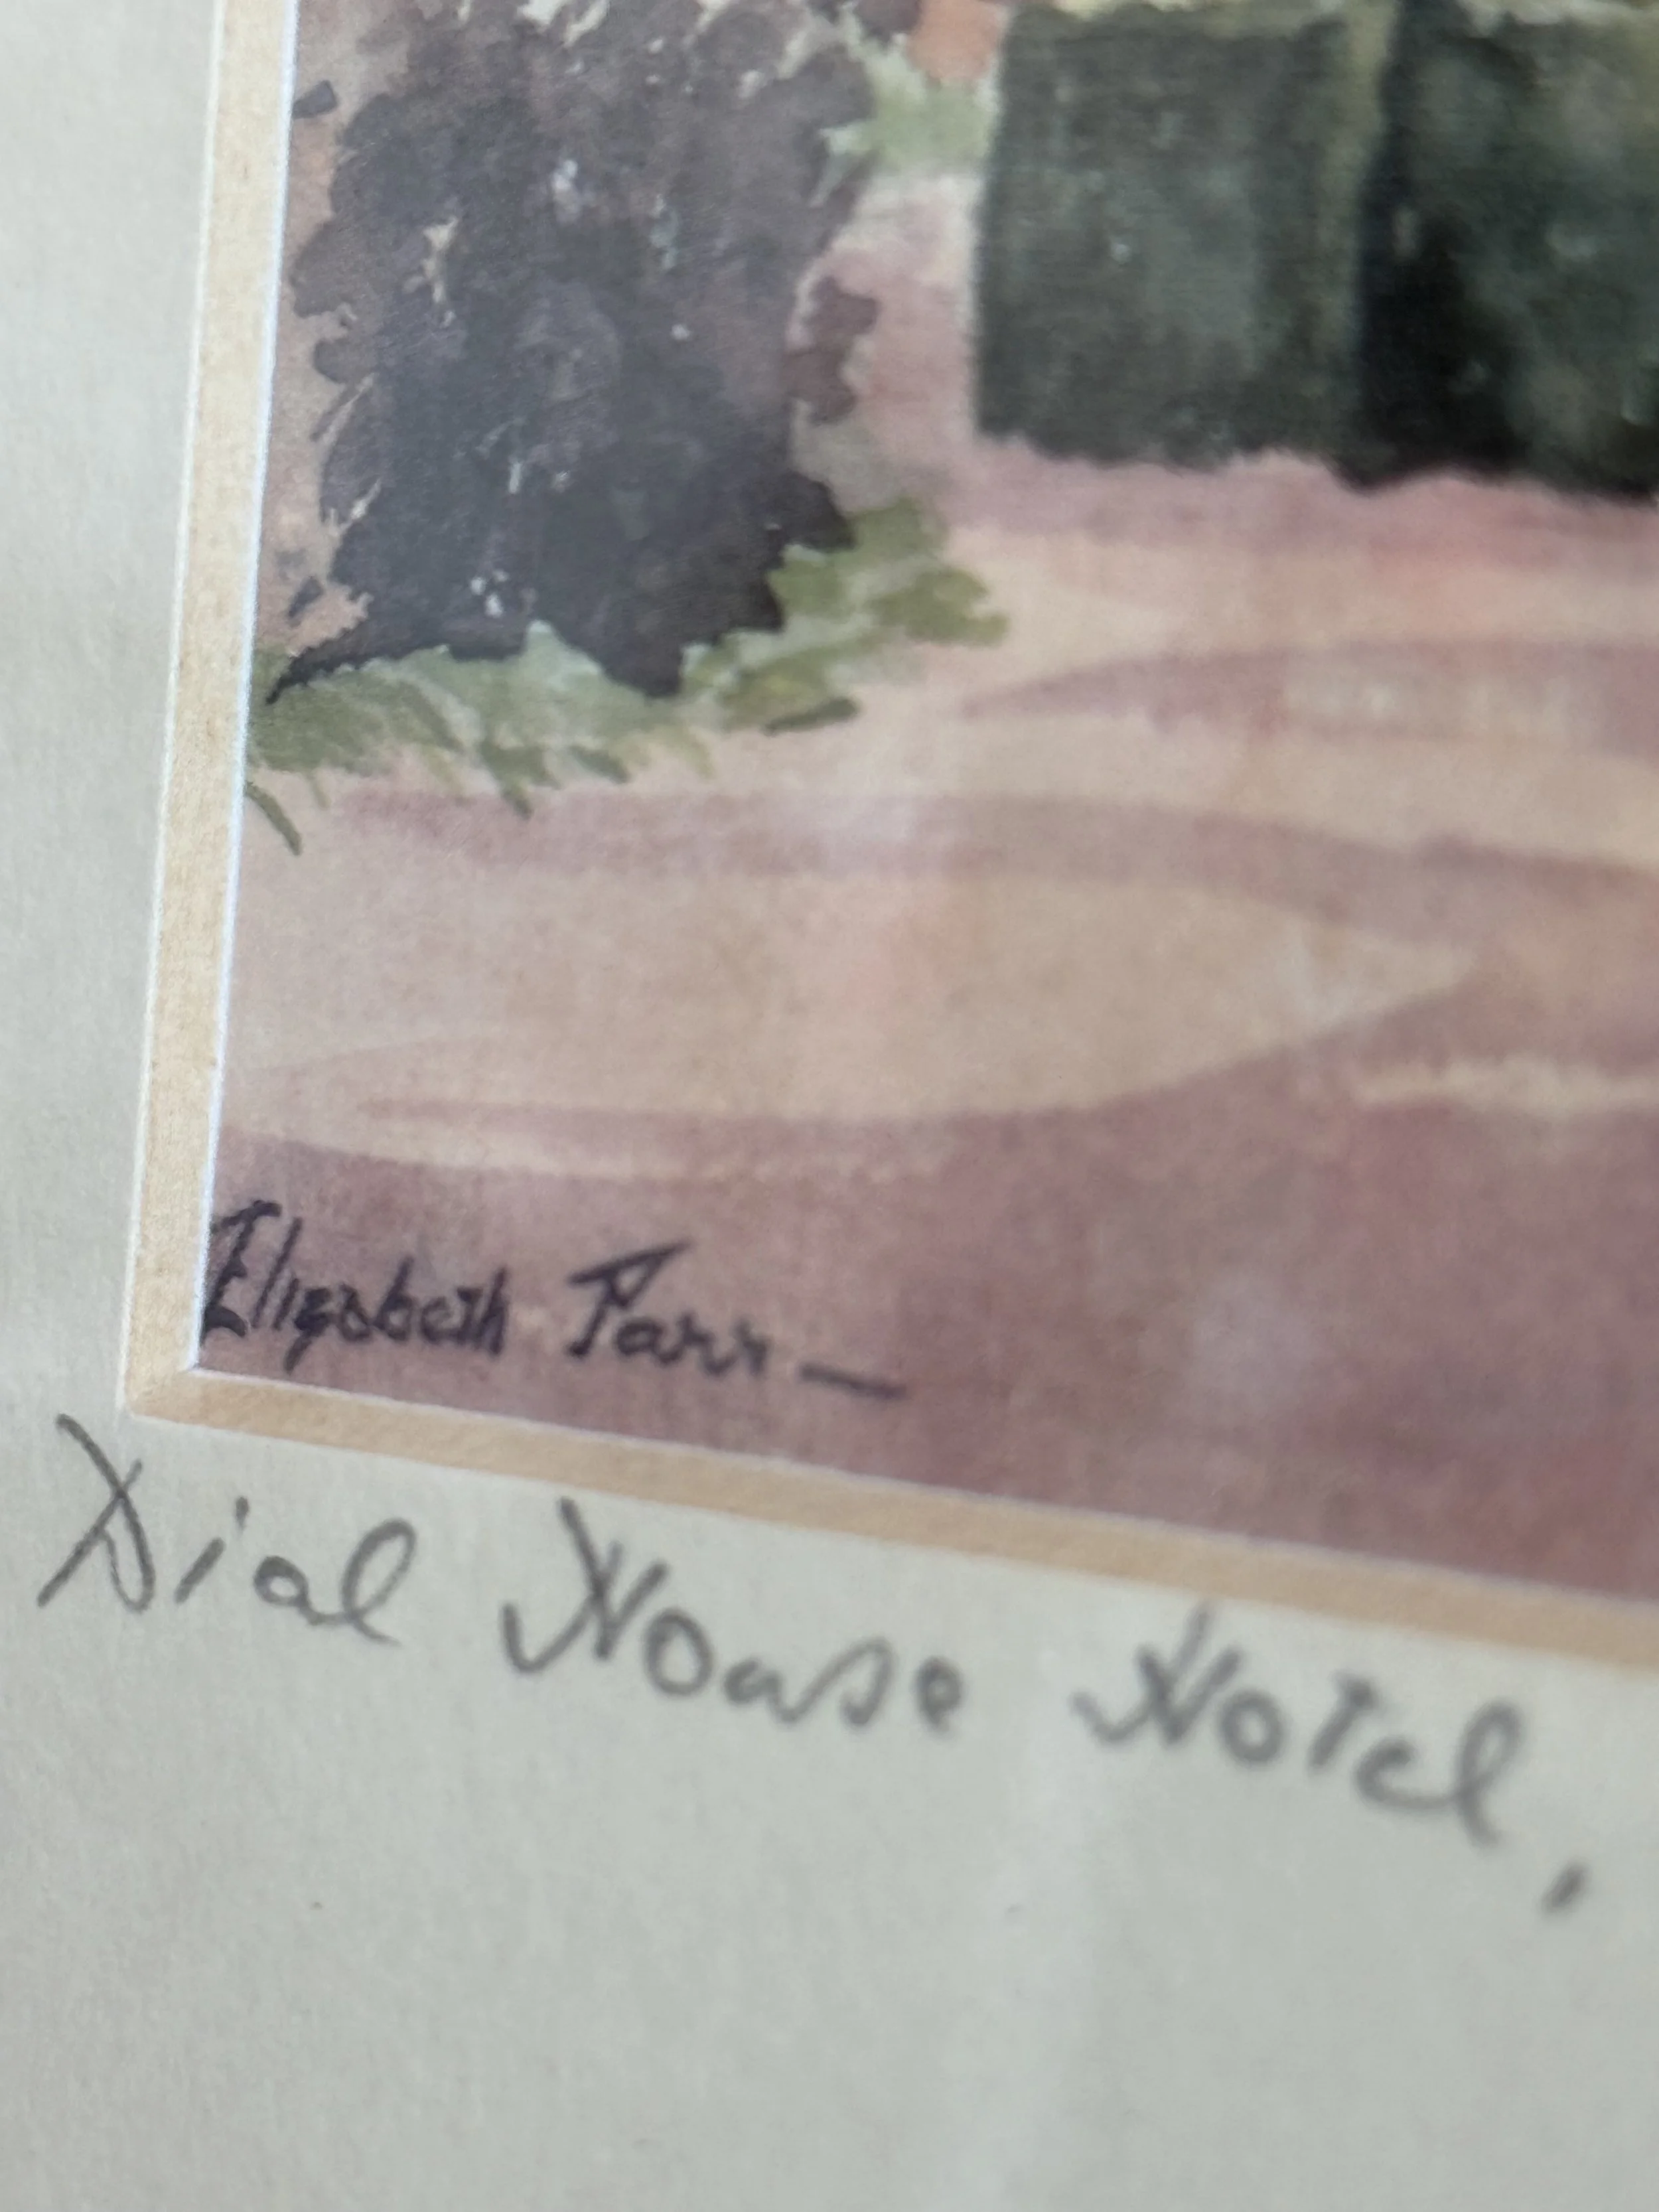 Elizabeth Parr —
Dial House Hotel,